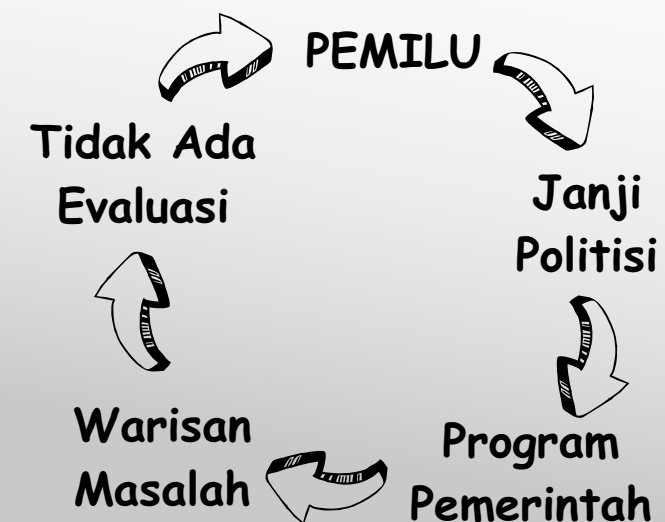 PEMILU
Janji
Politisi
Program
Pemerintah
Warisan
Masalah
Tidak Ada
Evaluasi